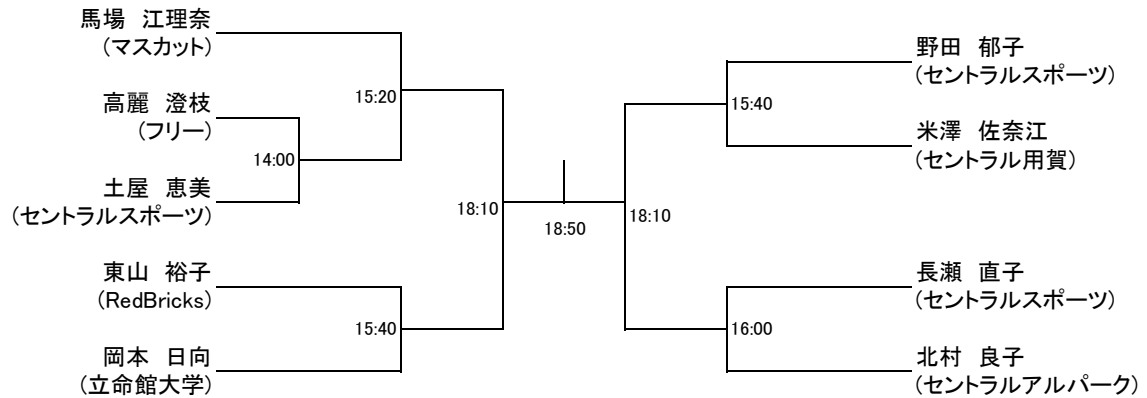 馬場　江理奈
(マスカット)
高麗　澄枝
(フリー)
土屋　恵美
(セントラルスポーツ)
東山　裕子
(RedBricks)
岡本　日向
(立命館大学)
15:20
14:00
15:40
18:10
18:50
18:10
15:40
16:00
野田　郁子
(セントラルスポーツ)
米澤　佐奈江
(セントラル用賀)
長瀬　直子
(セントラルスポーツ)
北村　良子
(セントラルアルパーク)